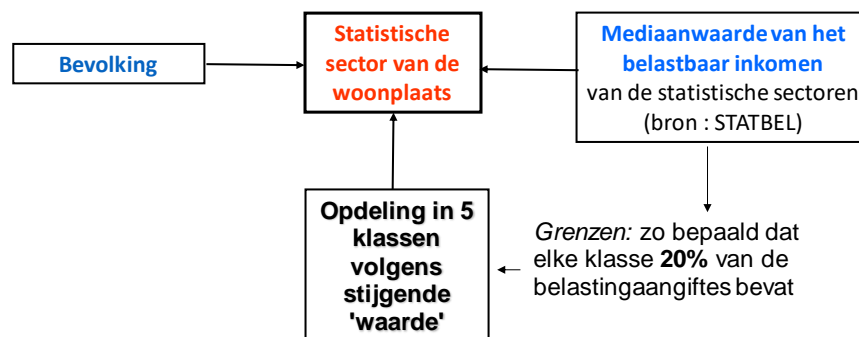 Bevolking
Statistische
sector van de
woonplaats
Mediaanwaarde van het
belastbaar inkomen
van de statistische sectoren
(bron : STATBEL)
Opdeling in 5
klassen
volgens
stijgende
'waarde'
Grenzen: zo bepaald dat
elke klasse 20% van de
belastingaangiftes bevat